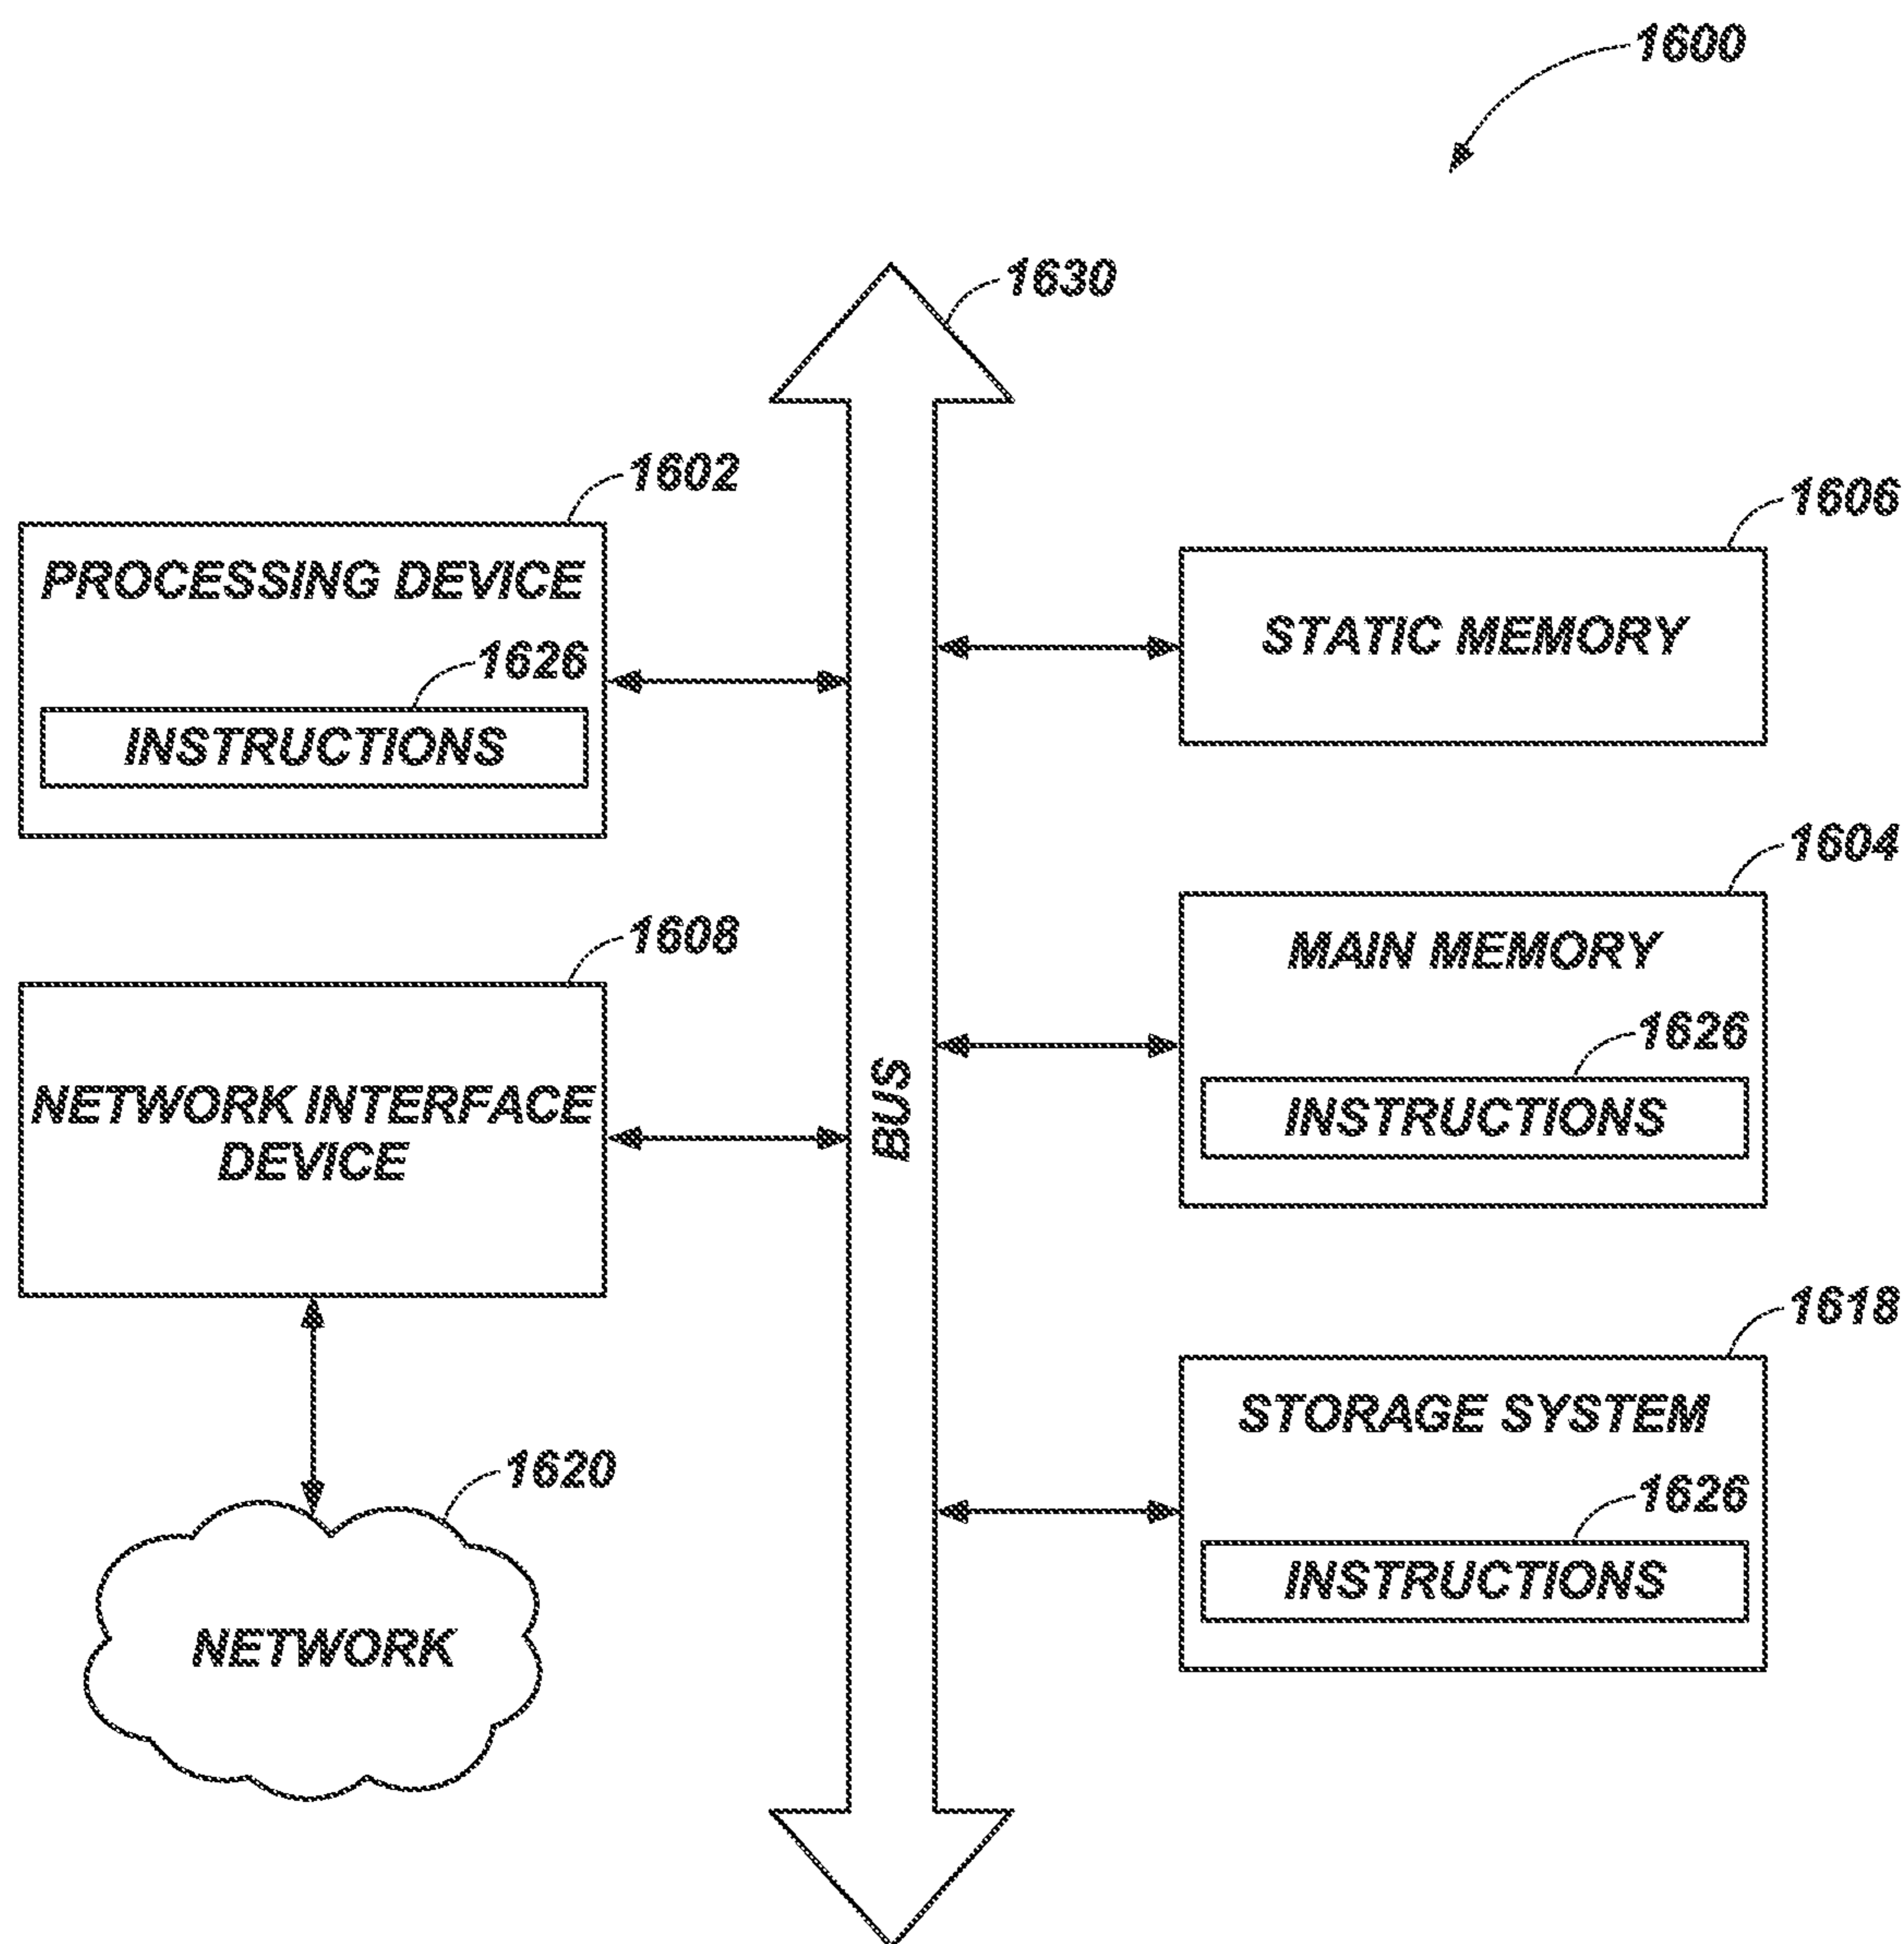 1600
1630
1602
PROCESSING DEVICE
1626
INSTRUCTIONS
1606
STATIC MEMORY
1604
MAIN MEMORY
1626
INSTRUCTIONS
1608
NETWORK INTERFACE
DEVICE
BUS
1618
STORAGE SYSTEM
1626
INSTRUCTIONS
1620
NETWORK